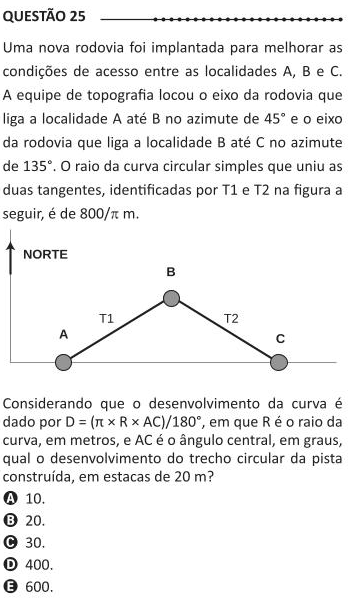 QUESTÃO 25
Uma nova rodovia foi implantada para melhorar as
condições de acesso entre as localidades A, B e C.
A equipe de topografia locou o eixo da rodovia que
liga a localidade A até B no azimute de 45° e o eixo
da rodovia que liga a localidade B até C no azimute
de 135°. O raio da curva circular simples que uniu as
duas tangentes, identificadas por T1 e T2 na figura a
seguir, é de 800/π m.
NORTE
B
T1
T2
A
C
Considerando que o desenvolvimento da curva é
dado por D = (π × R × AC)/180°, em que R é o raio da
curva, em metros, e AC é o ângulo central, em graus,
qual o desenvolvimento do trecho circular da pista
construída, em estacas de 20 m?
A 10.
B 20.
C 30.
D 400.
E 600.